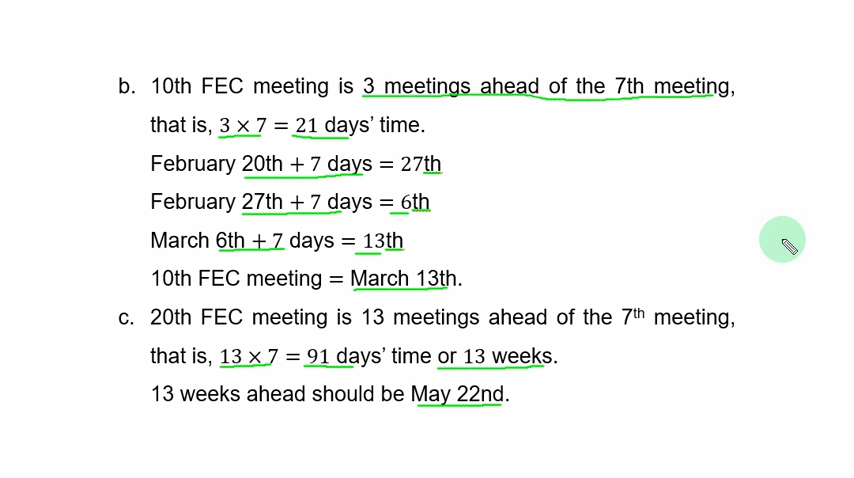 b. 10th FEC meeting is 3 meetings ahead of the 7th meeting,
that is, 3 × 7 = 21 days' time.
February 20th + 7 days = 27th
February 27th + 7 days = 6th
March 6th + 7 days = 13th
10th FEC meeting = March 13th.
c. 20th FEC meeting is 13 meetings ahead of the 7th meeting,
that is, 13 × 7 = 91 days' time or 13 weeks.
13 weeks ahead should be May 22nd.